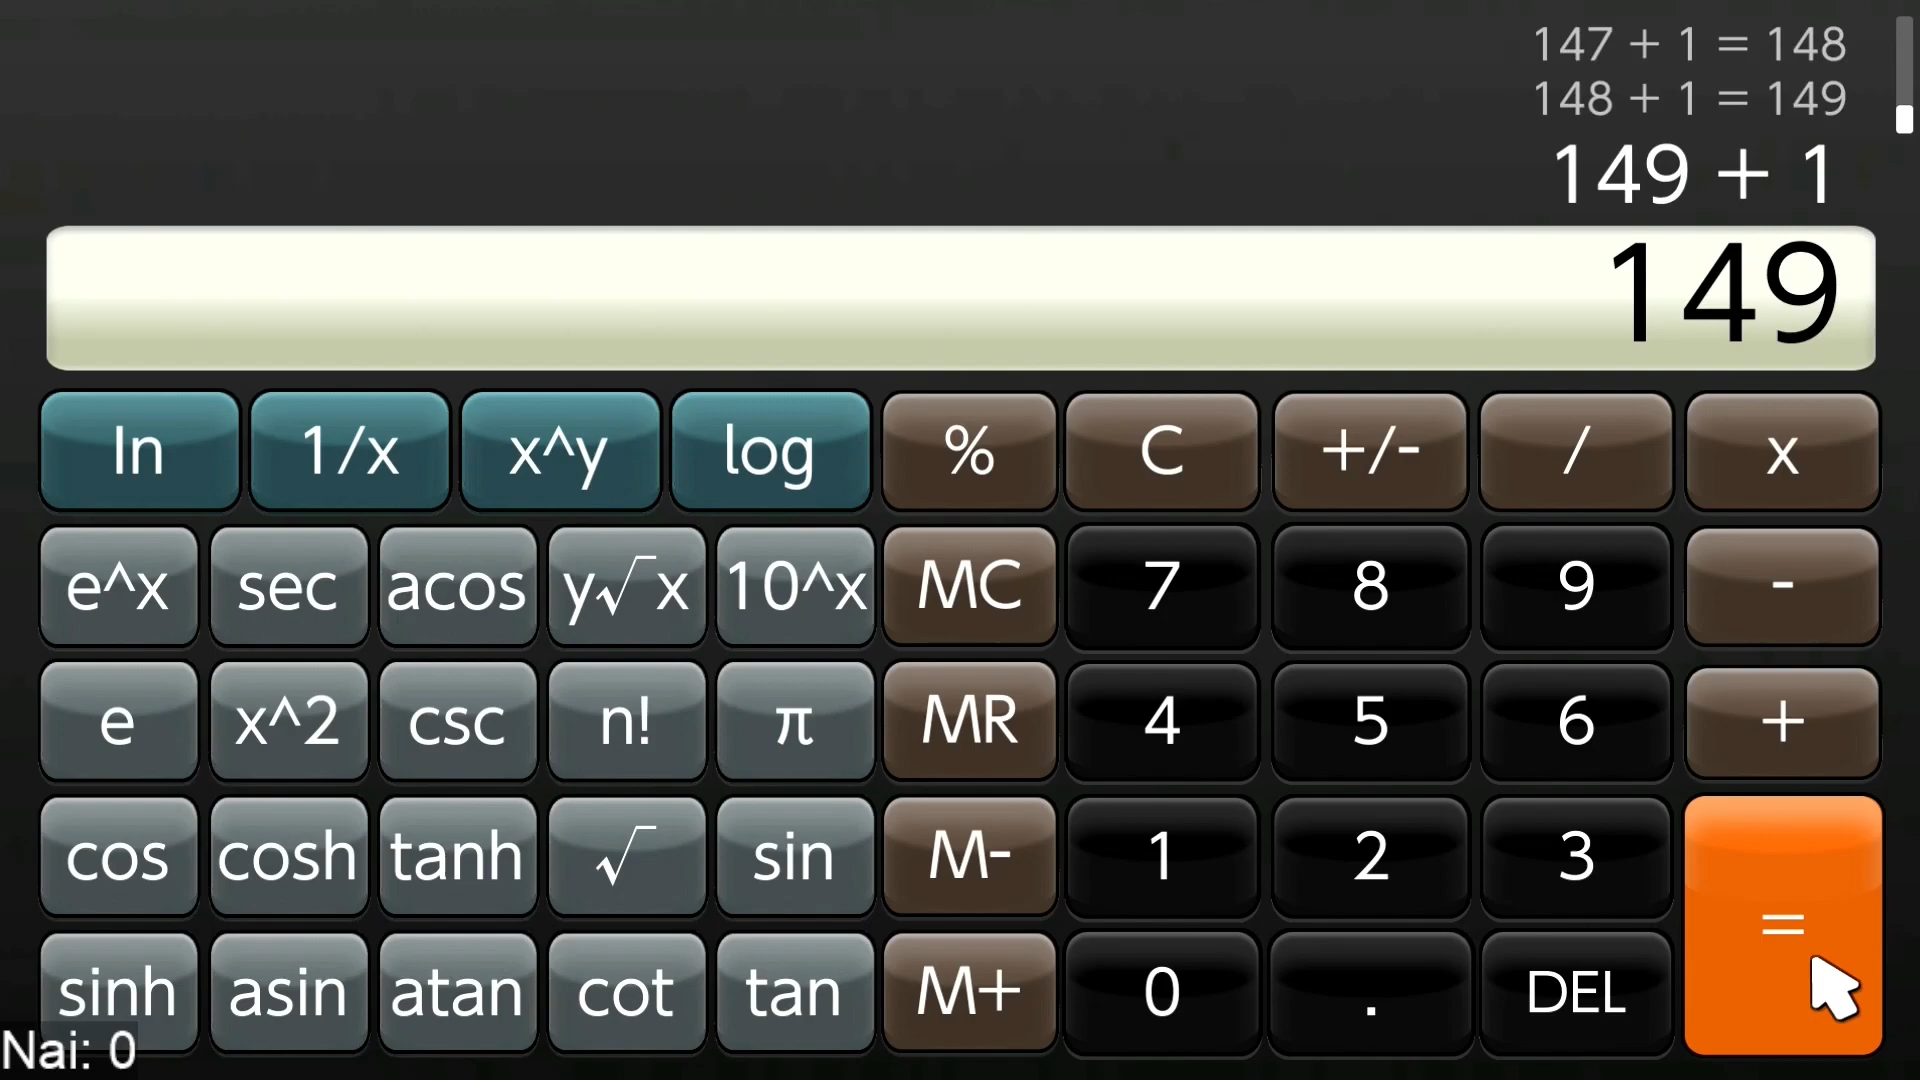 147 + 1 = 148
148 + 1 = 149
149 + 1
149
ln 1/x x^y log % C +/- / x
e^x sec acos y√x 10^x MC 7 8 9 -
e x^2 csc n! π MR 4 5 6 +
cos cosh tanh √ sin M- 1 2 3 =
sinh asin atan cot tan M+ 0 . DEL
Nai: 0